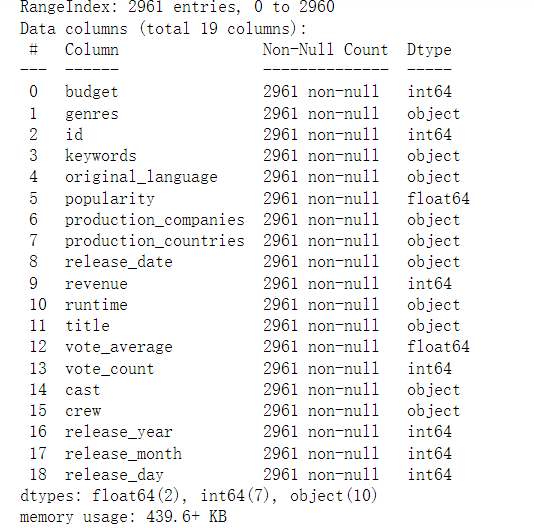 RangeIndex: 2961 entries, 0 to 2960
Data columns (total 19 columns):
 #   Column                Non-Null Count  Dtype
---  ------                --------------  -----
 0   budget                2961 non-null   int64
 1   genres                2961 non-null   object
 2   id                    2961 non-null   int64
 3   keywords              2961 non-null   object
 4   original_language     2961 non-null   object
 5   popularity            2961 non-null   float64
 6   production_companies  2961 non-null   object
 7   production_countries  2961 non-null   object
 8   release_date          2961 non-null   object
 9   revenue               2961 non-null   int64
 10  runtime               2961 non-null   object
 11  title                 2961 non-null   object
 12  vote_average          2961 non-null   float64
 13  vote_count            2961 non-null   int64
 14  cast                  2961 non-null   object
 15  crew                  2961 non-null   object
 16  release_year          2961 non-null   int64
 17  release_month         2961 non-null   int64
 18  release_day           2961 non-null   int64
dtypes: float64(2), int64(7), object(10)
memory usage: 439.6+ KB